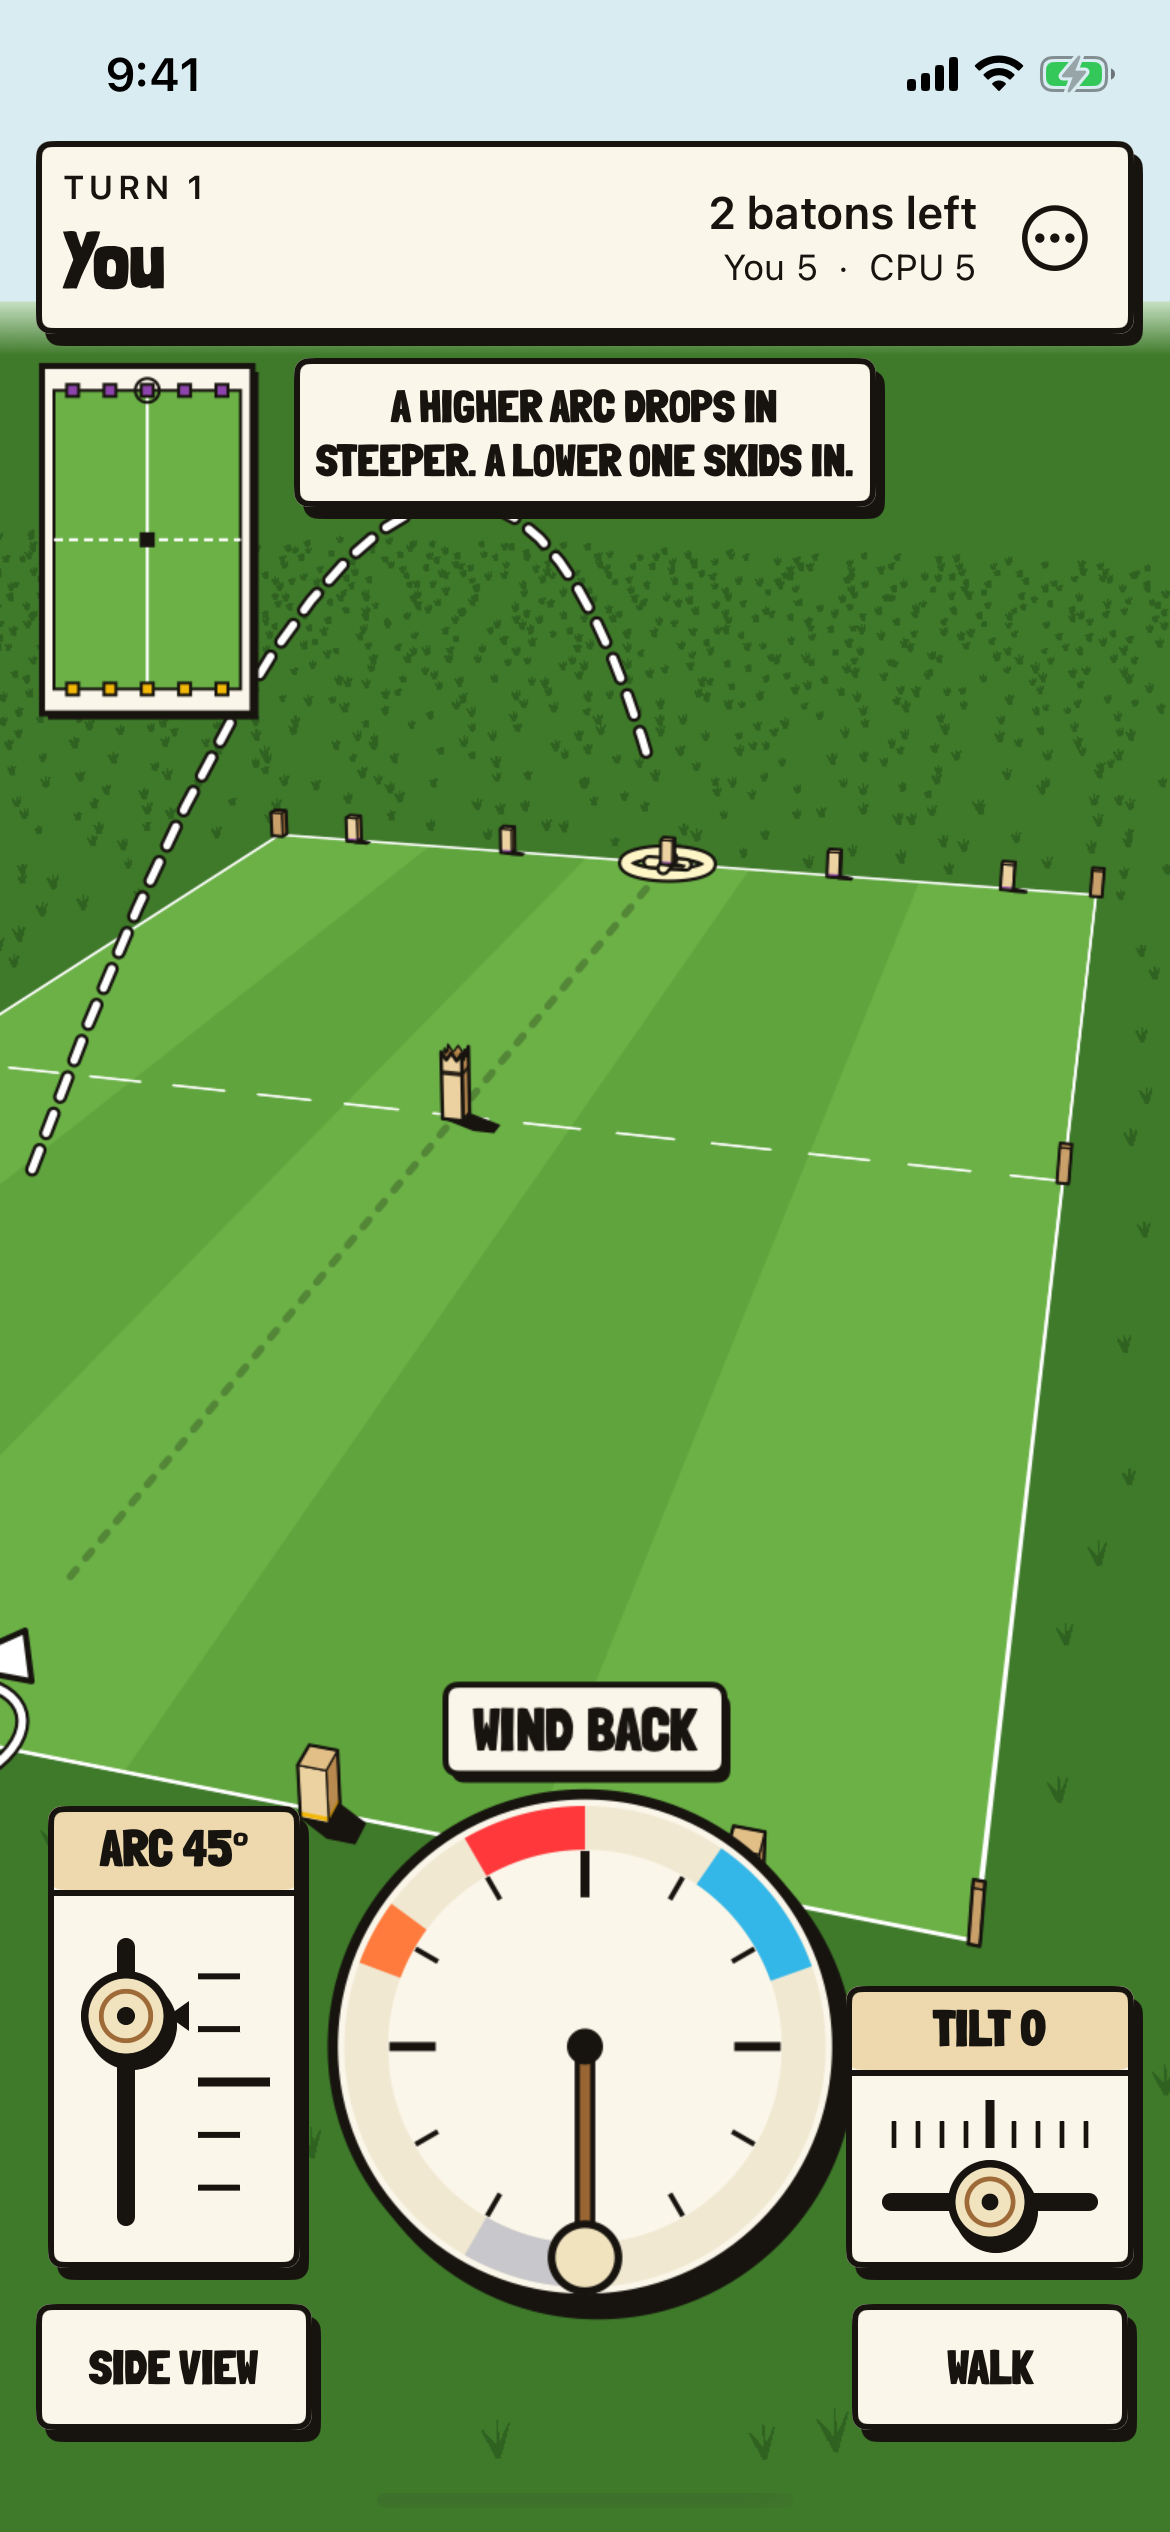 9:41
TURN 1
You
2 batons left
You 5 · CPU 5
A HIGHER ARC DROPS IN
STEEPER. A LOWER ONE SKIDS IN.
WIND BACK
ARC 45°
TILT 0
SIDE VIEW
WALK